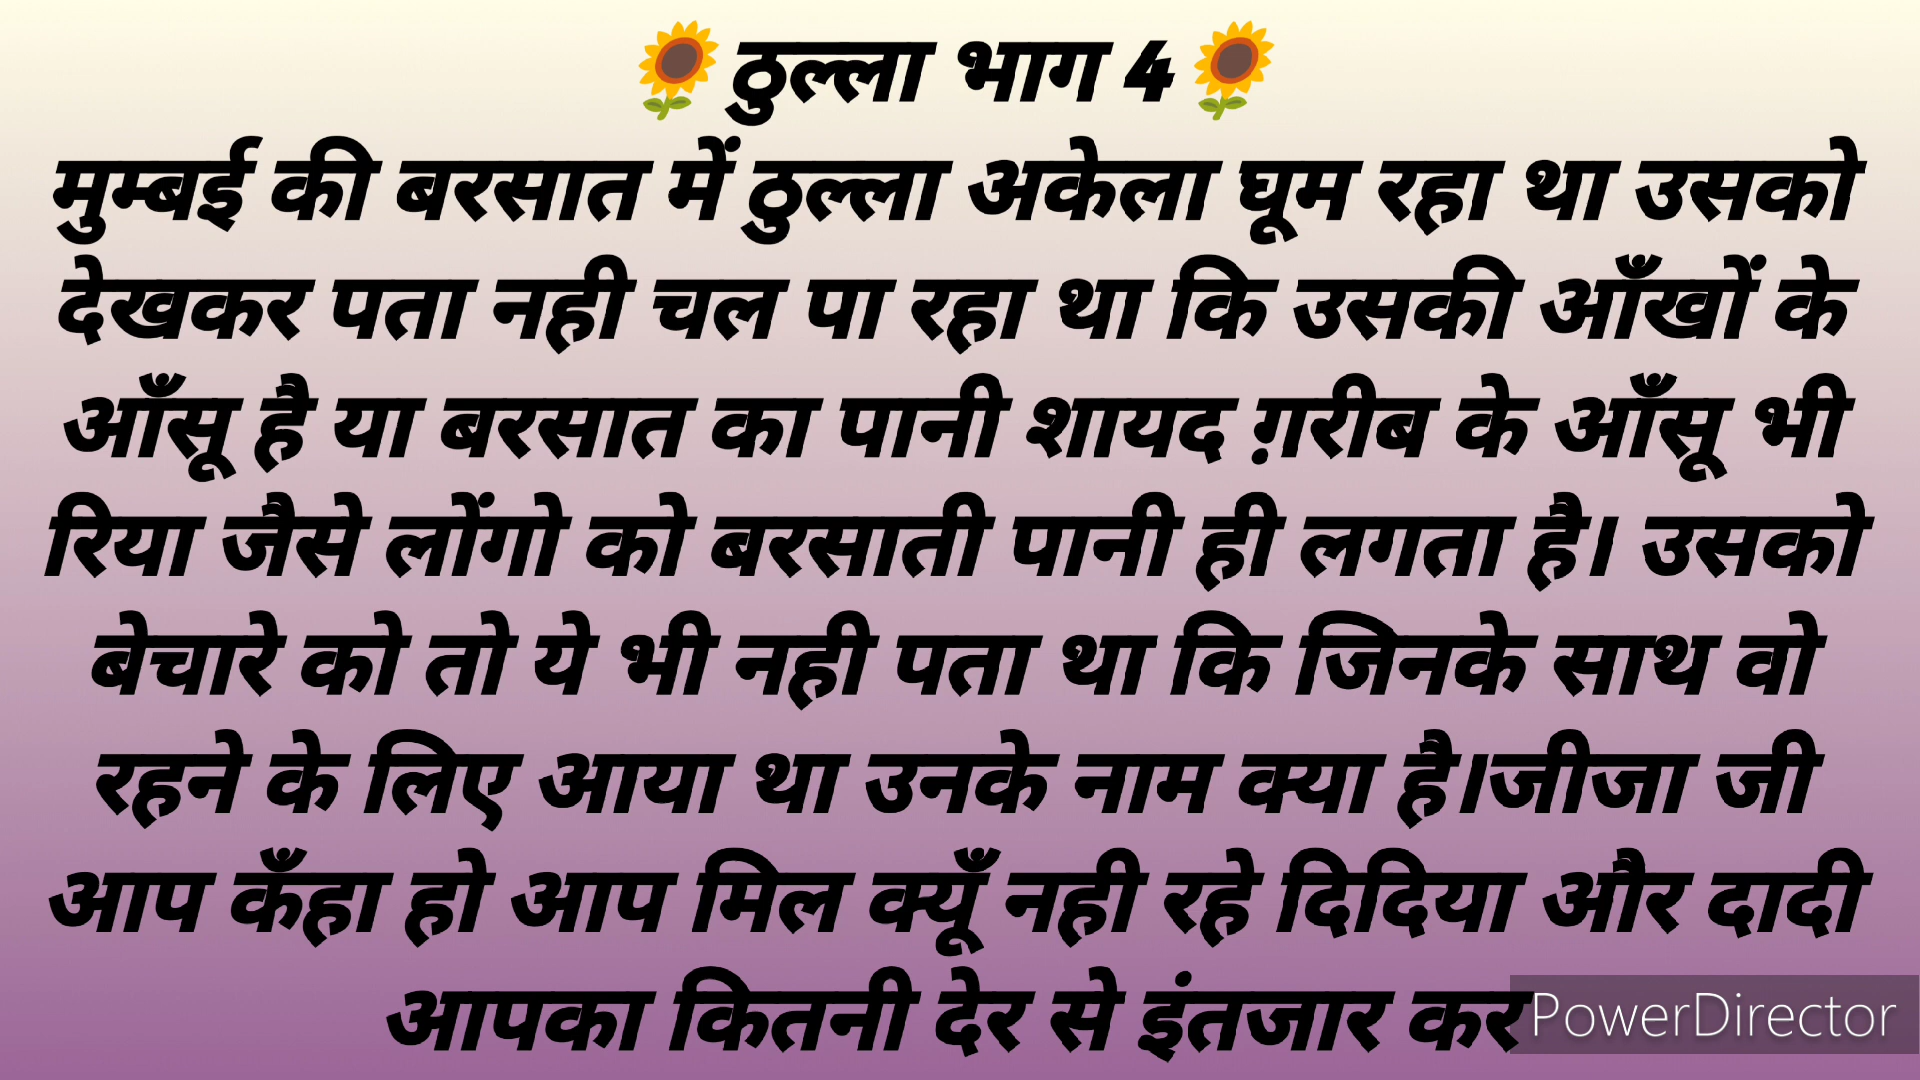 🌻ठुल्ला भाग 4🌻
मुम्बई की बरसात में ठुल्ला अकेला घूम रहा था उसको
देखकर पता नही चल पा रहा था कि उसकी आँखों के
आँसू है या बरसात का पानी शायद ग़रीब के आँसू भी
रिया जैसे लोंगो को बरसाती पानी ही लगता है। उसको
बेचारे को तो ये भी नही पता था कि जिनके साथ वो
रहने के लिए आया था उनके नाम क्या है।जीजा जी
आप कँहा हो आप मिल क्यूँ नही रहे दिदिया और दादी
आपका कितनी देर से इंतजार कर
PowerDirector